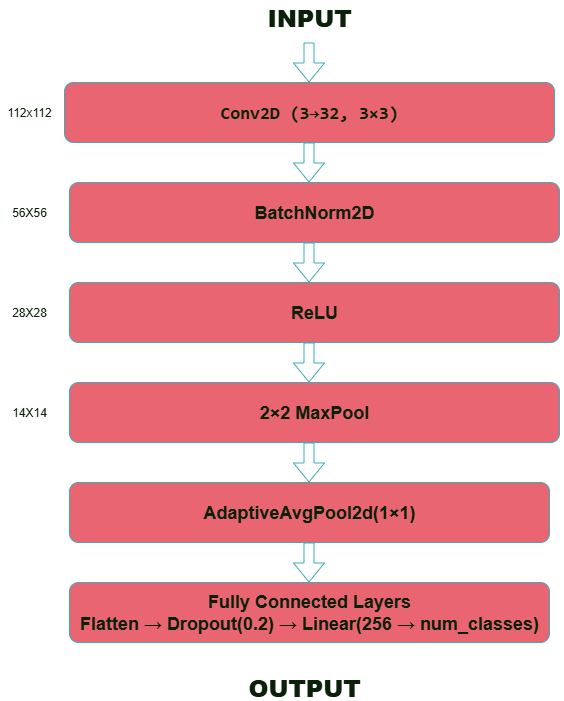 INPUT
112x112
Conv2D (3→32, 3×3)
56X56
BatchNorm2D
28X28
ReLU
14X14
2×2 MaxPool
AdaptiveAvgPool2d(1×1)
Fully Connected Layers
Flatten → Dropout(0.2) → Linear(256 → num_classes)
OUTPUT